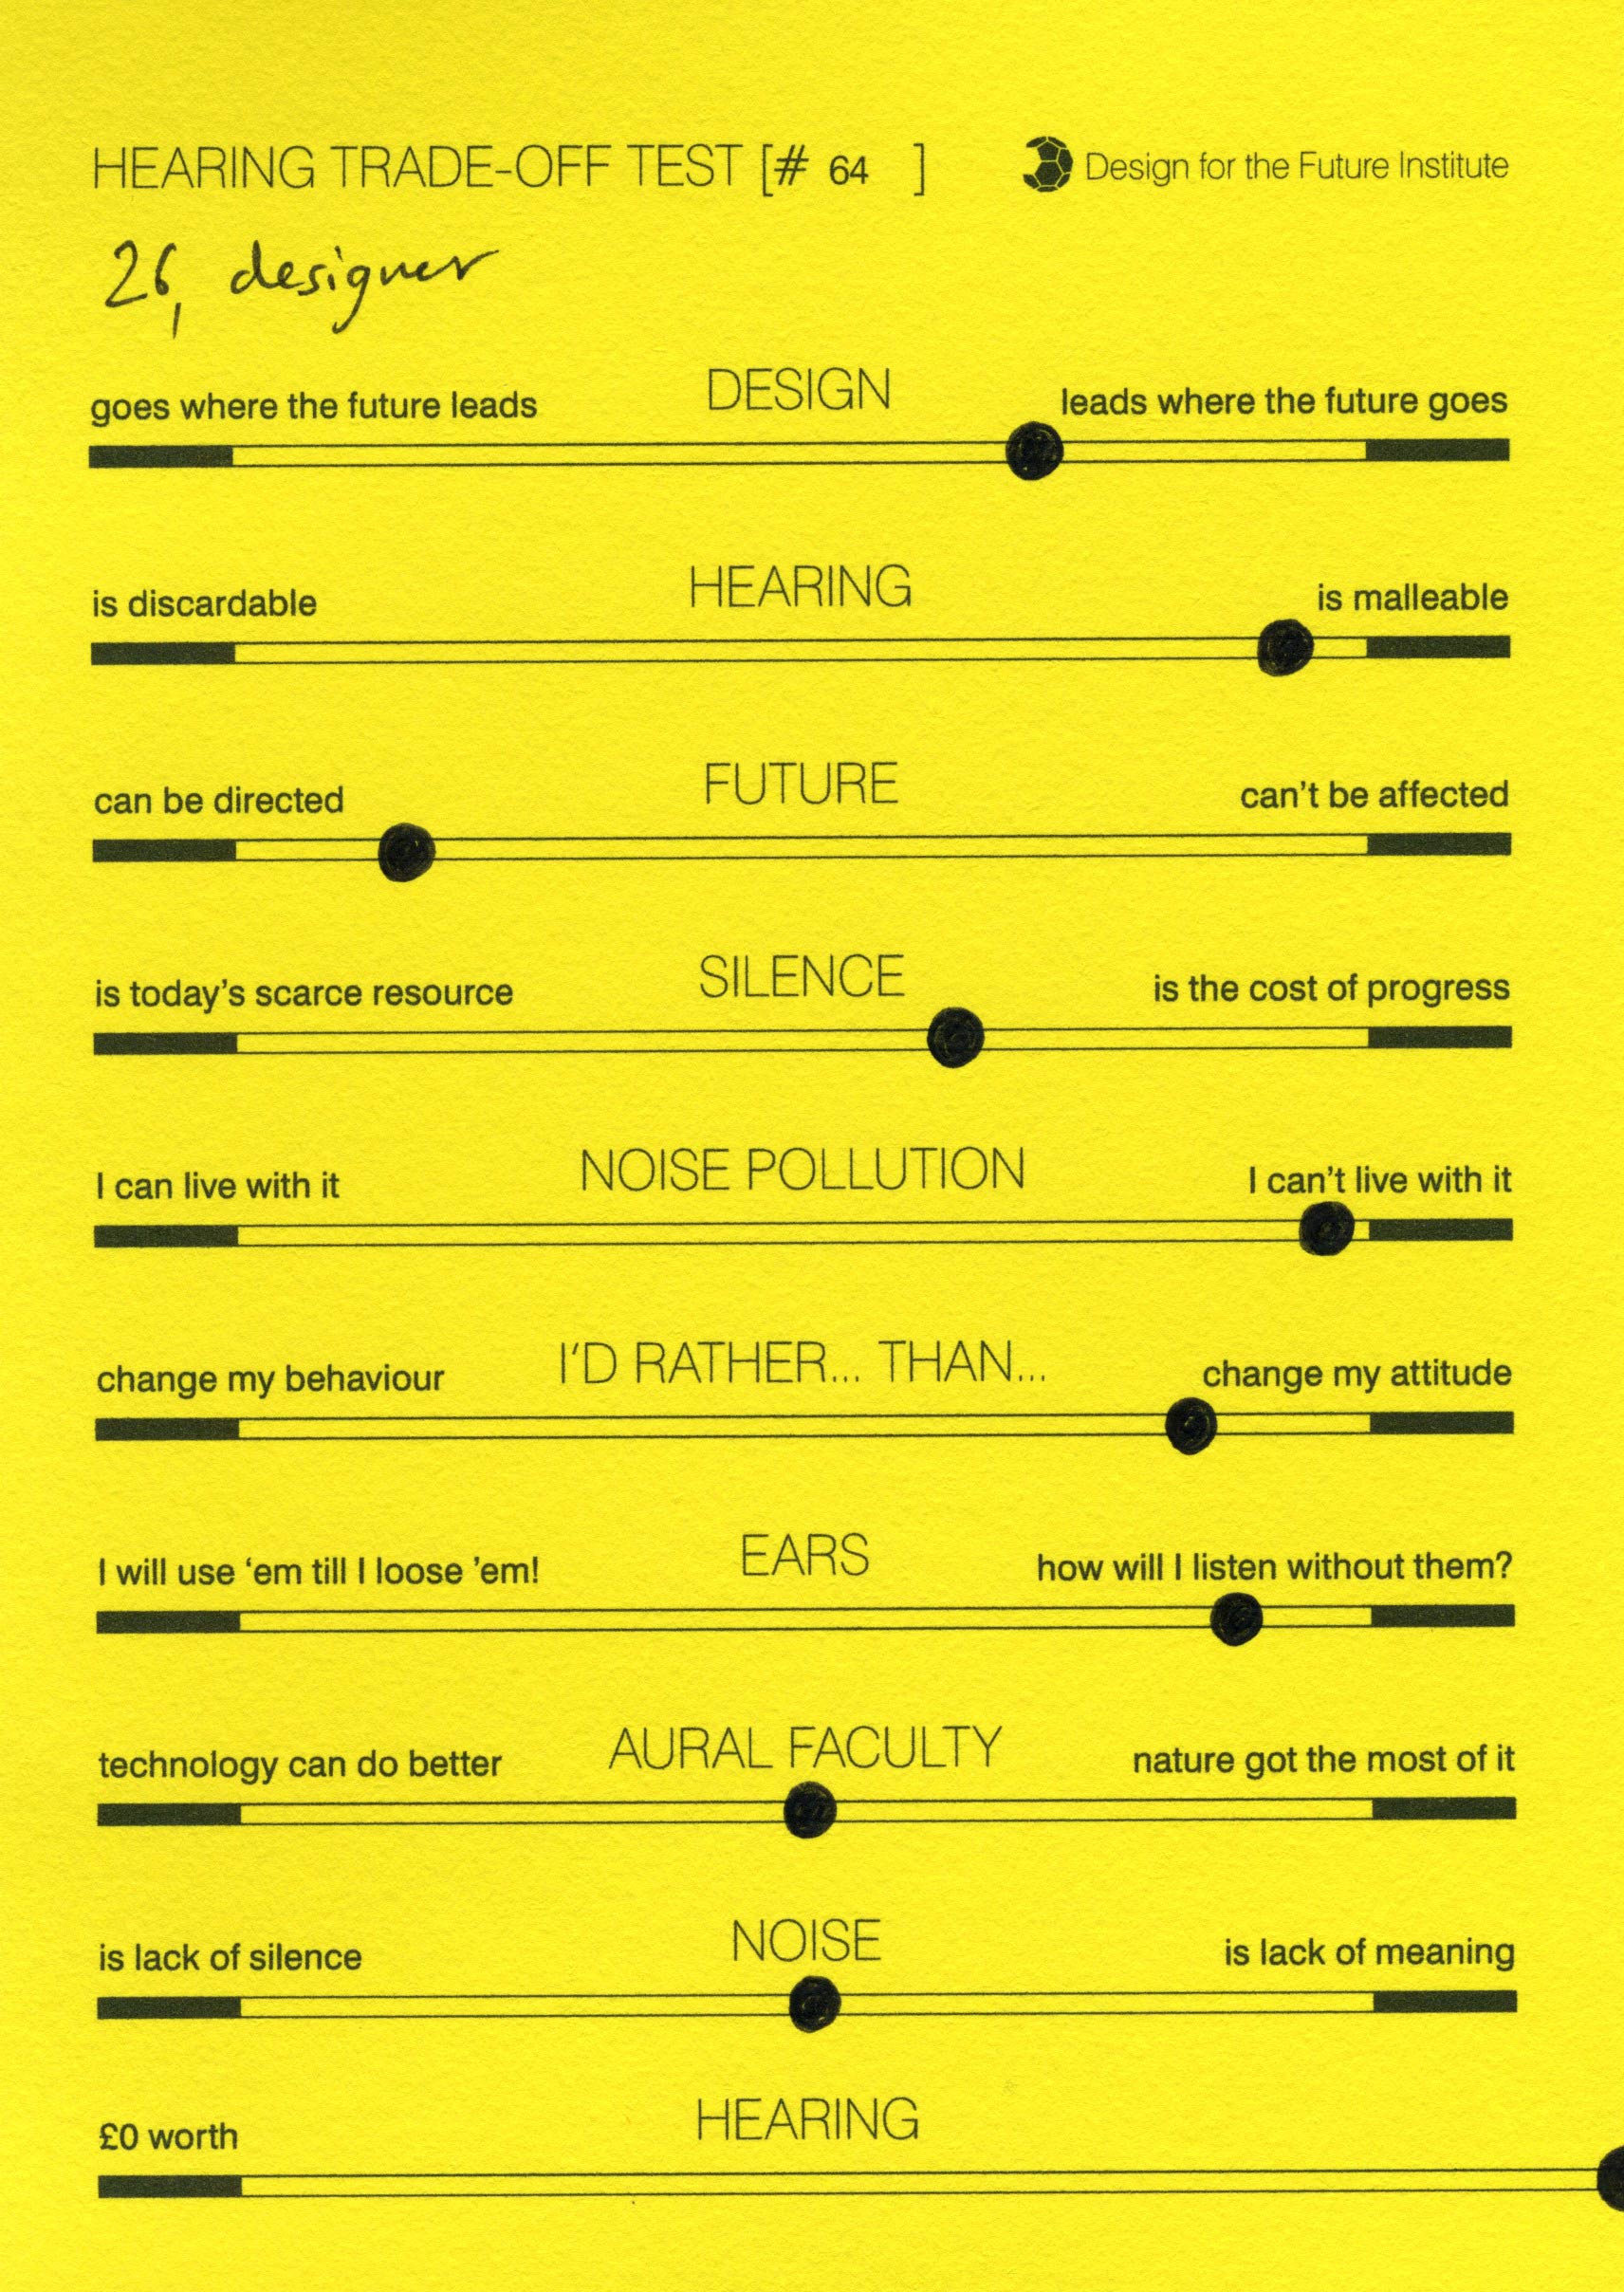 HEARING TRADE-OFF TEST [# 64 ] Design for the Future Institute
26, designer
DESIGN
goes where the future leads leads where the future goes
HEARING
is discardable is malleable
FUTURE
can be directed can't be affected
SILENCE
is today's scarce resource is the cost of progress
NOISE POLLUTION
I can live with it I can't live with it
I'D RATHER... THAN...
change my behaviour change my attitude
EARS
I will use ‘em till I loose ’em! how will I listen without them?
AURAL FACULTY
technology can do better nature got the most of it
NOISE
is lack of silence is lack of meaning
HEARING
£0 worth